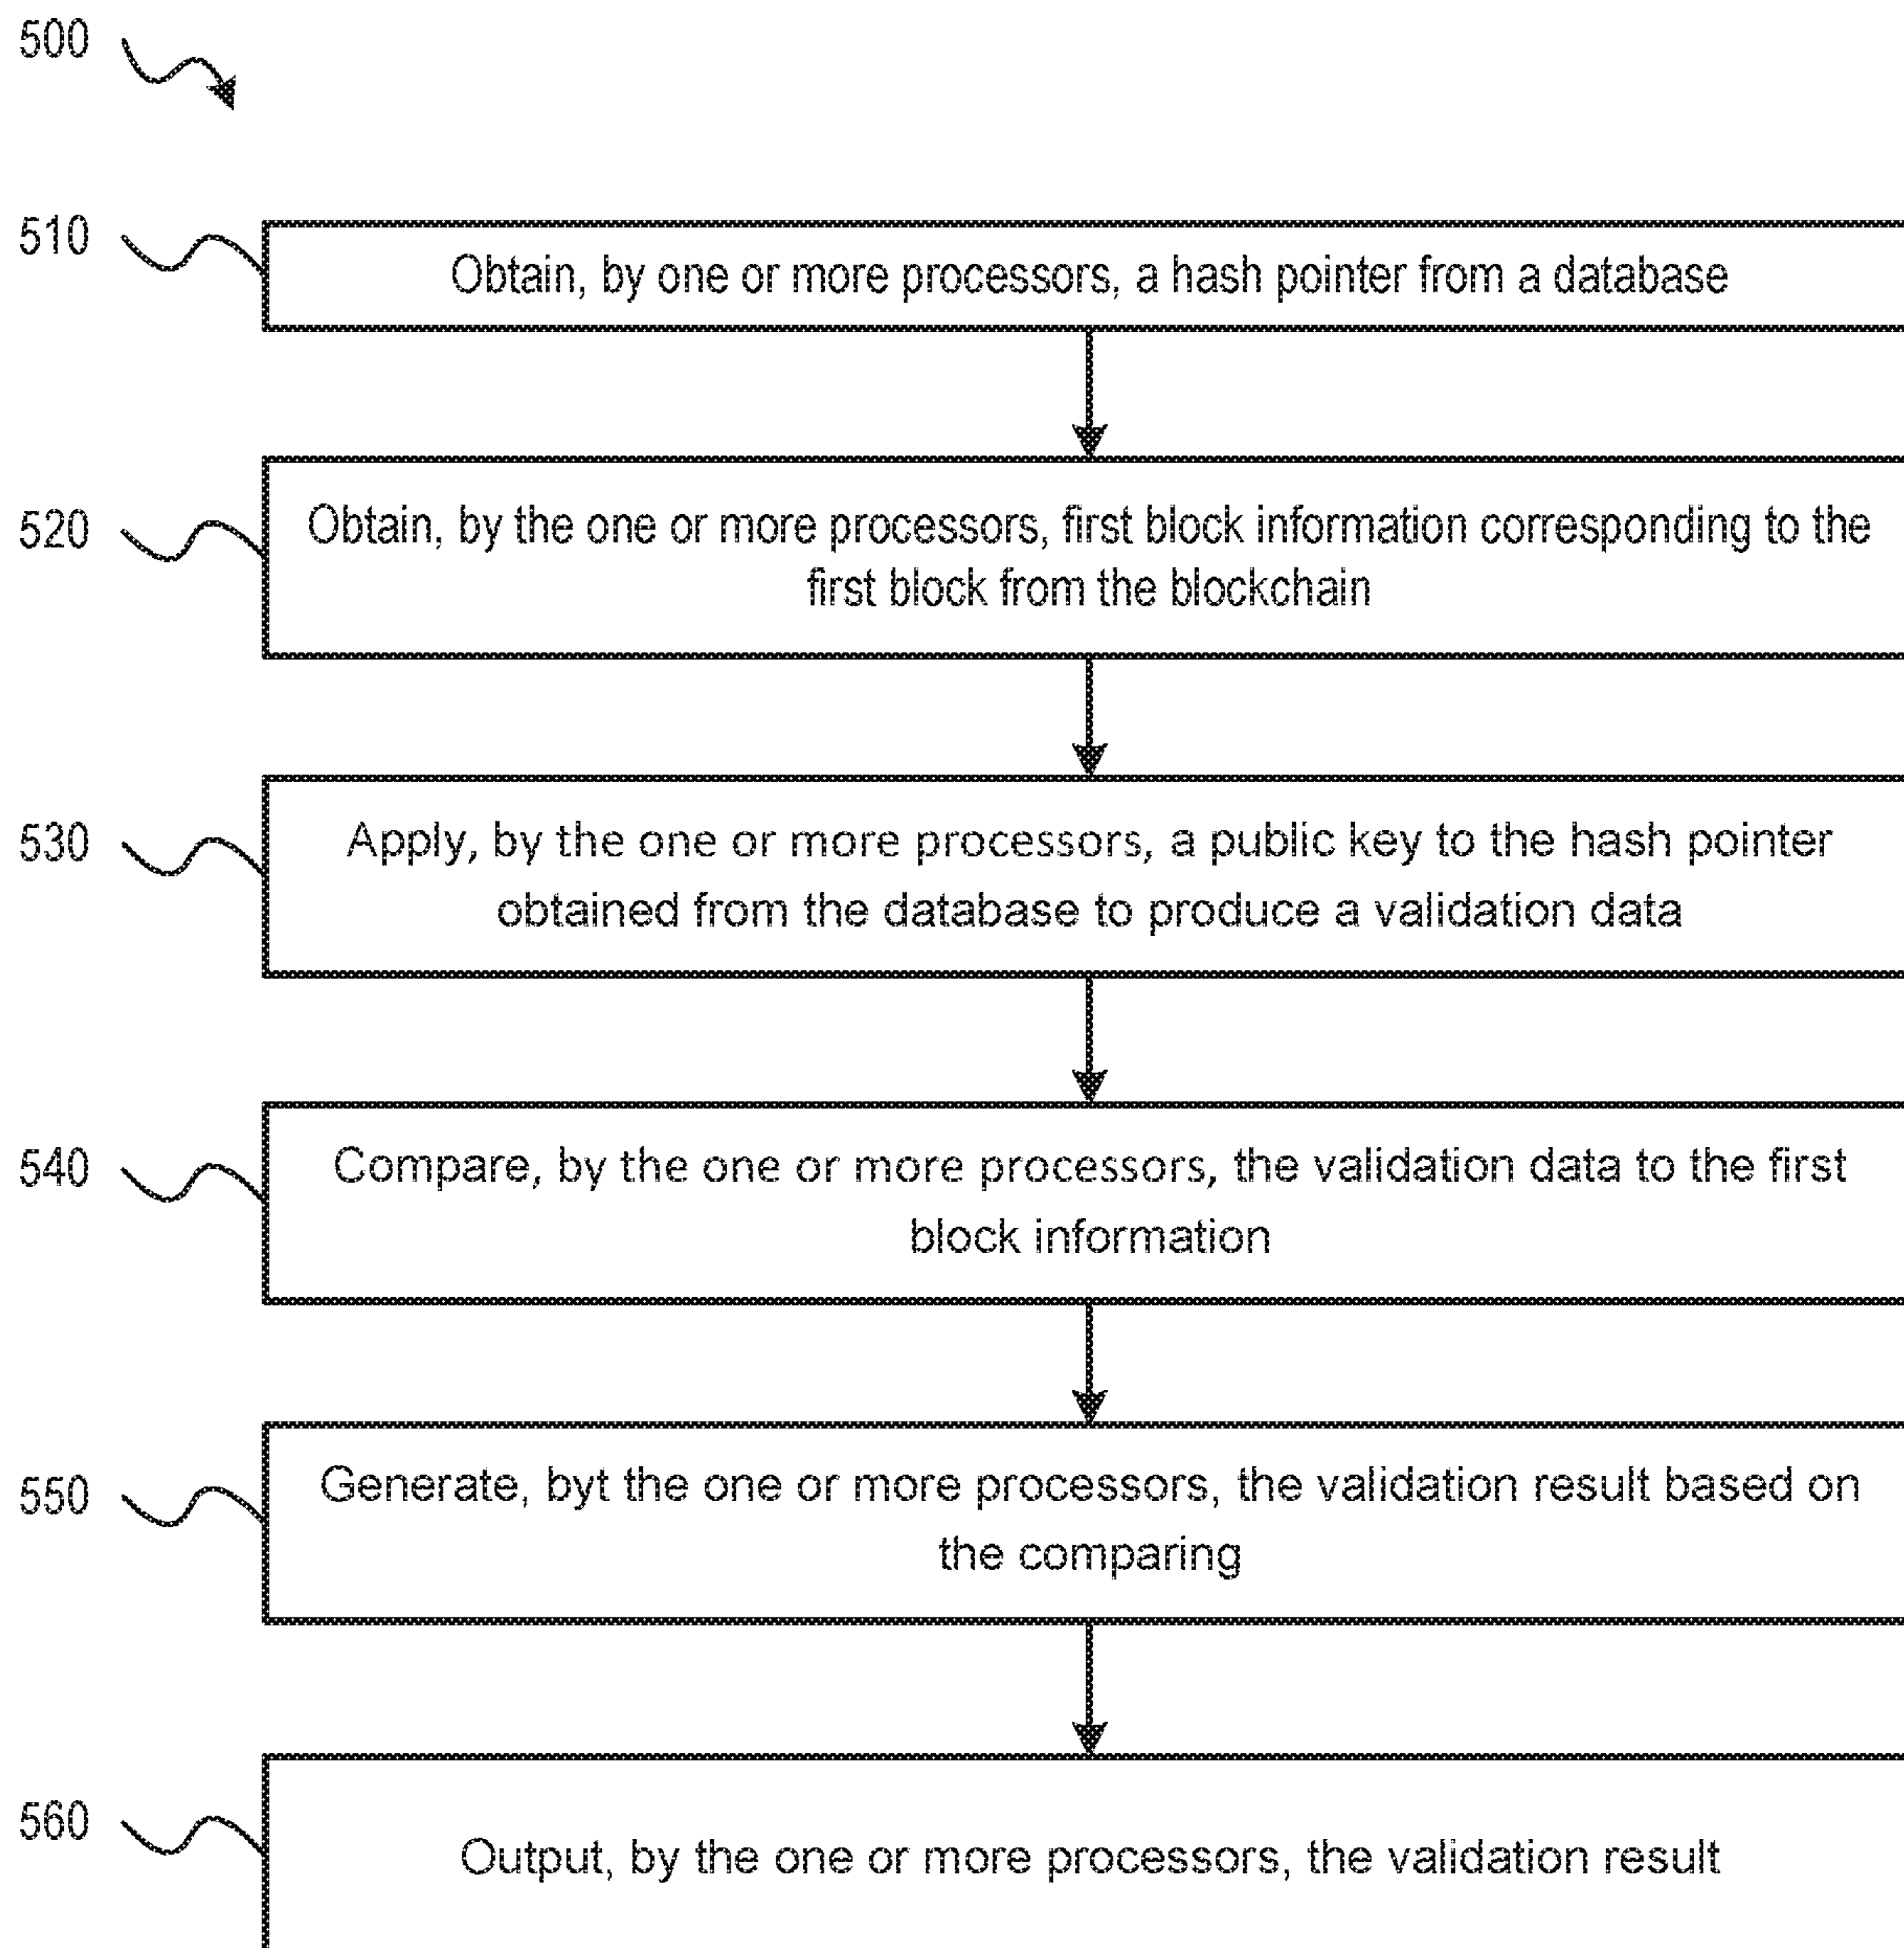 500
510
Obtain, by one or more processors, a hash pointer from a database
520
Obtain, by the one or more processors, first block information corresponding to the
first block from the blockchain
530
Apply, by the one or more processors, a public key to the hash pointer
obtained from the database to produce a validation data
540
Compare, by the one or more processors, the validation data to the first
block information
550
Generate, byt the one or more processors, the validation result based on
the comparing
560
Output, by the one or more processors, the validation result